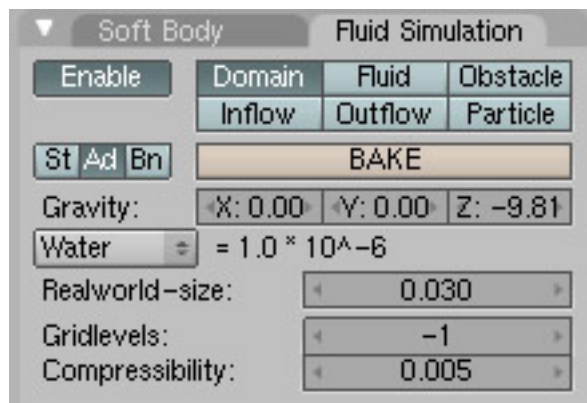 Soft Body Fluid Simulation
Enable Domain Fluid Obstacle
Inflow Outflow Particle
St Ad Bn BAKE
Gravity: X: 0.00 Y: 0.00 Z: -9.81
Water = 1.0 * 10^-6
Realworld-size: 0.030
Gridlevels: -1
Compressibility: 0.005